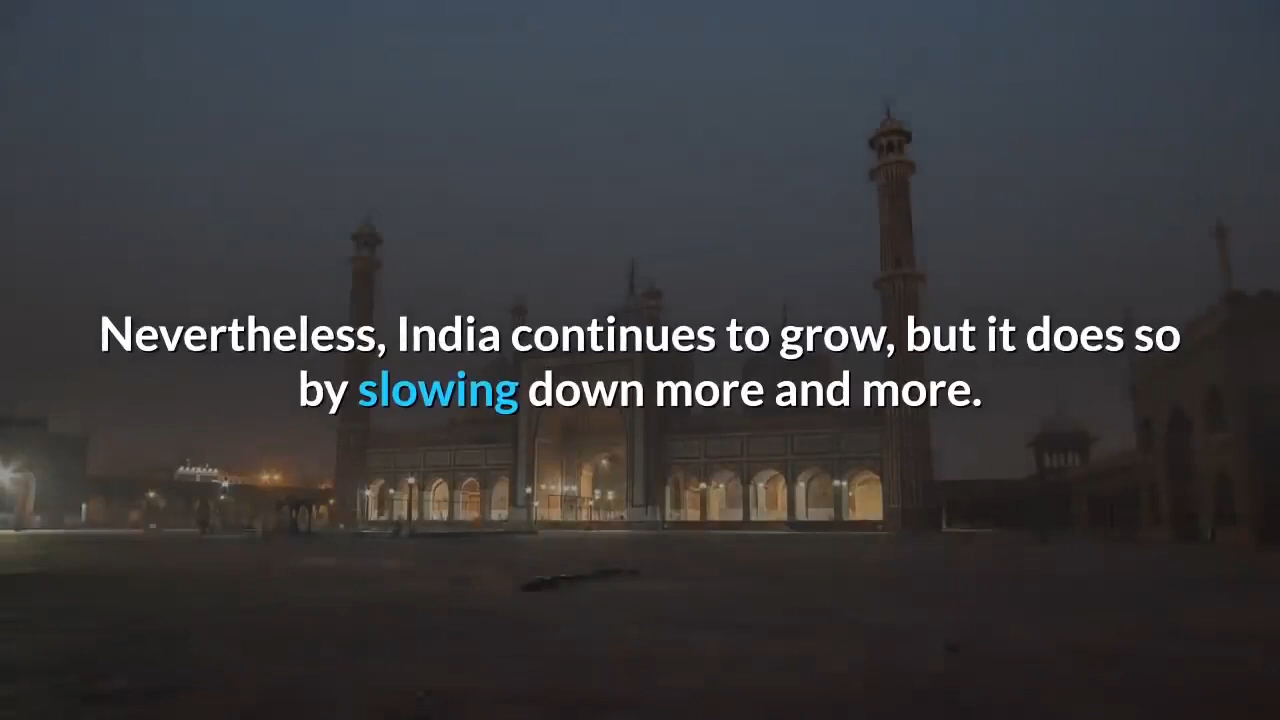 Nevertheless, India continues to grow, but it does so
by slowing down more and more.